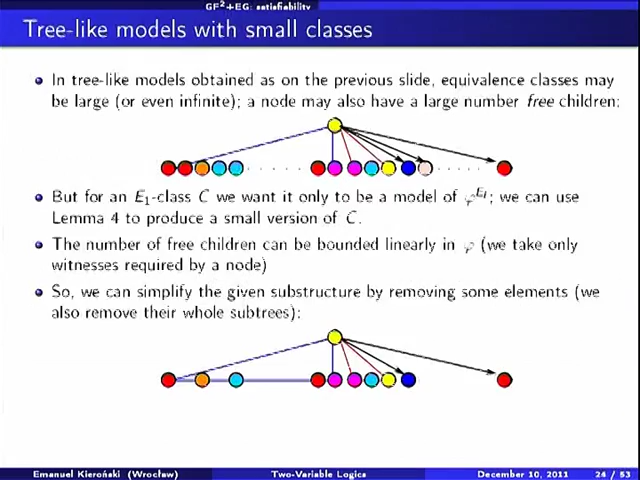 GF²+EG: satisfiability
Tree-like models with small classes
In tree-like models obtained as on the previous slide, equivalence classes may
be large (or even infinite); a node may also have a large number free children:
But for an E₁-class C we want it only to be a model of φ^{E_I}; we can use
Lemma 4 to produce a small version of C.
The number of free children can be bounded linearly in φ (we take only
witnesses required by a node)
So, we can simplify the given substructure by removing some elements (we
also remove their whole subtrees):
Emanuel Kieroński (Wrocław) Two-Variable Logics December 10, 2011 24 / 53